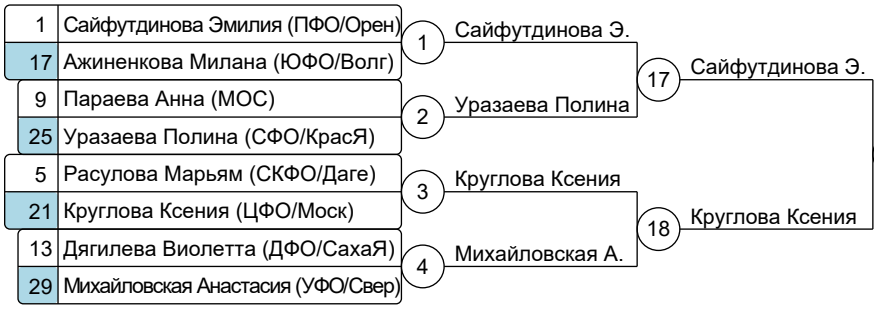 1 Сайфутдинова Эмилия (ПФО/Орен)
17 Ажиненкова Милана (ЮФО/Волг)
9 Параева Анна (МОС)
25 Уразаева Полина (СФО/КрасЯ)
5 Расулова Марьям (СКФО/Даге)
21 Круглова Ксения (ЦФО/Моск)
13 Дягилева Виолетта (ДФО/СахаЯ)
29 Михайловская Анастасия (УФО/Свер)
1 Сайфутдинова Э.
2 Уразаева Полина
3 Круглова Ксения
4 Михайловская А.
17 Сайфутдинова Э.
18 Круглова Ксения